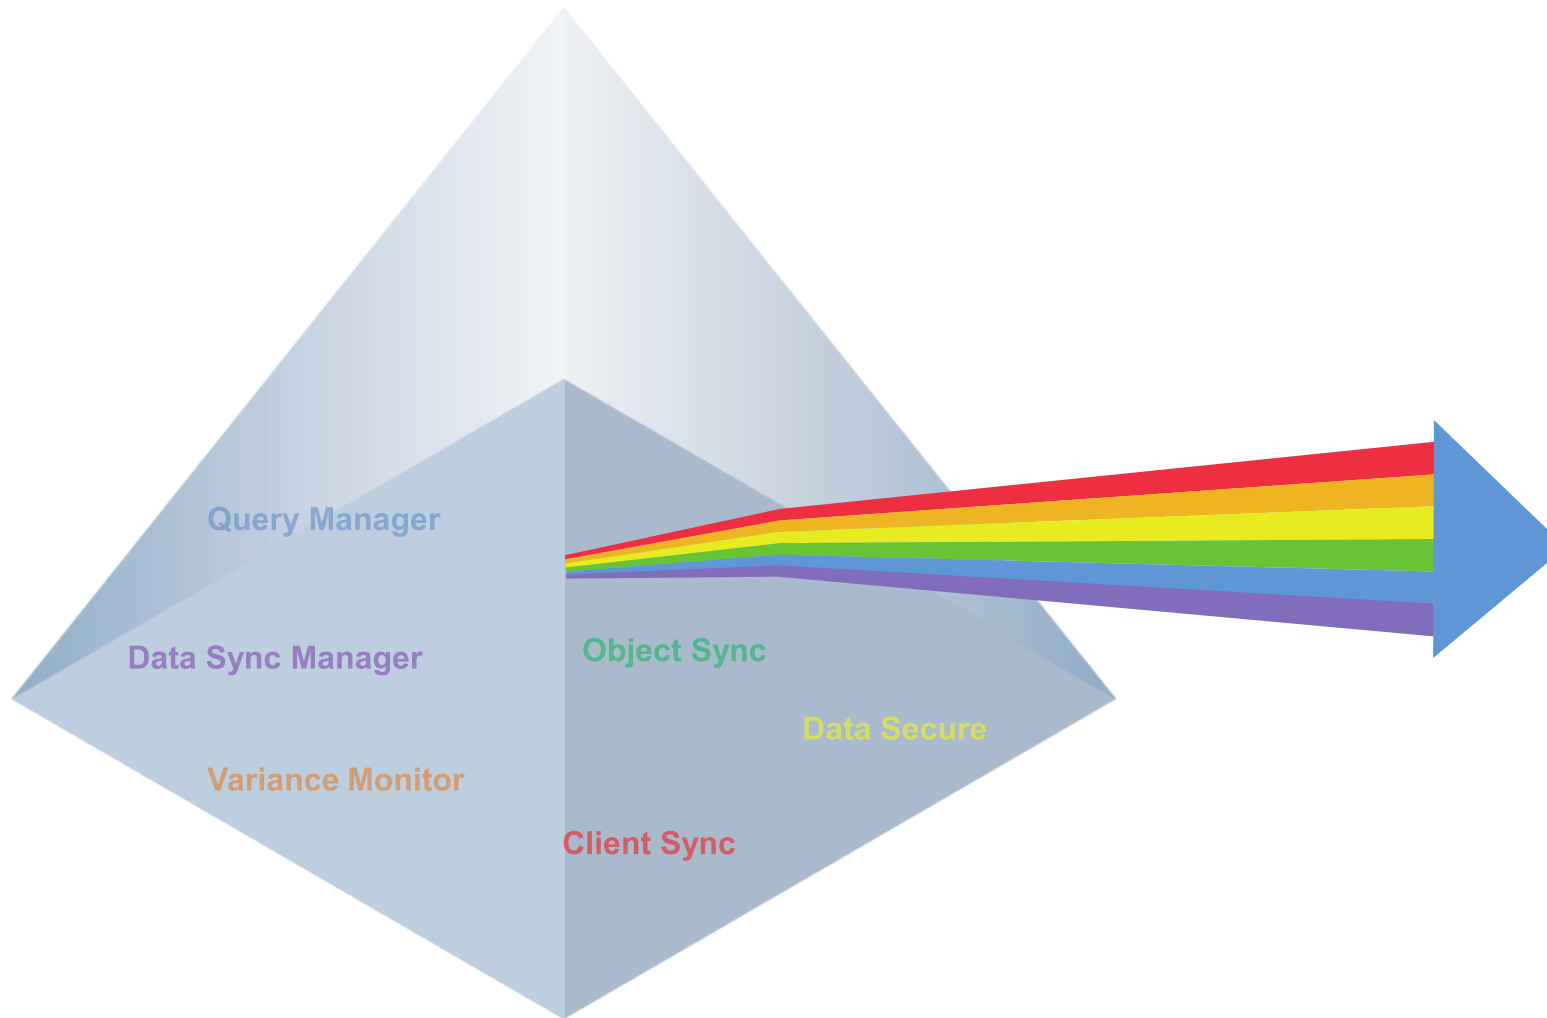 Query Manager
Data Sync Manager
Object Sync
Data Secure
Variance Monitor
Client Sync